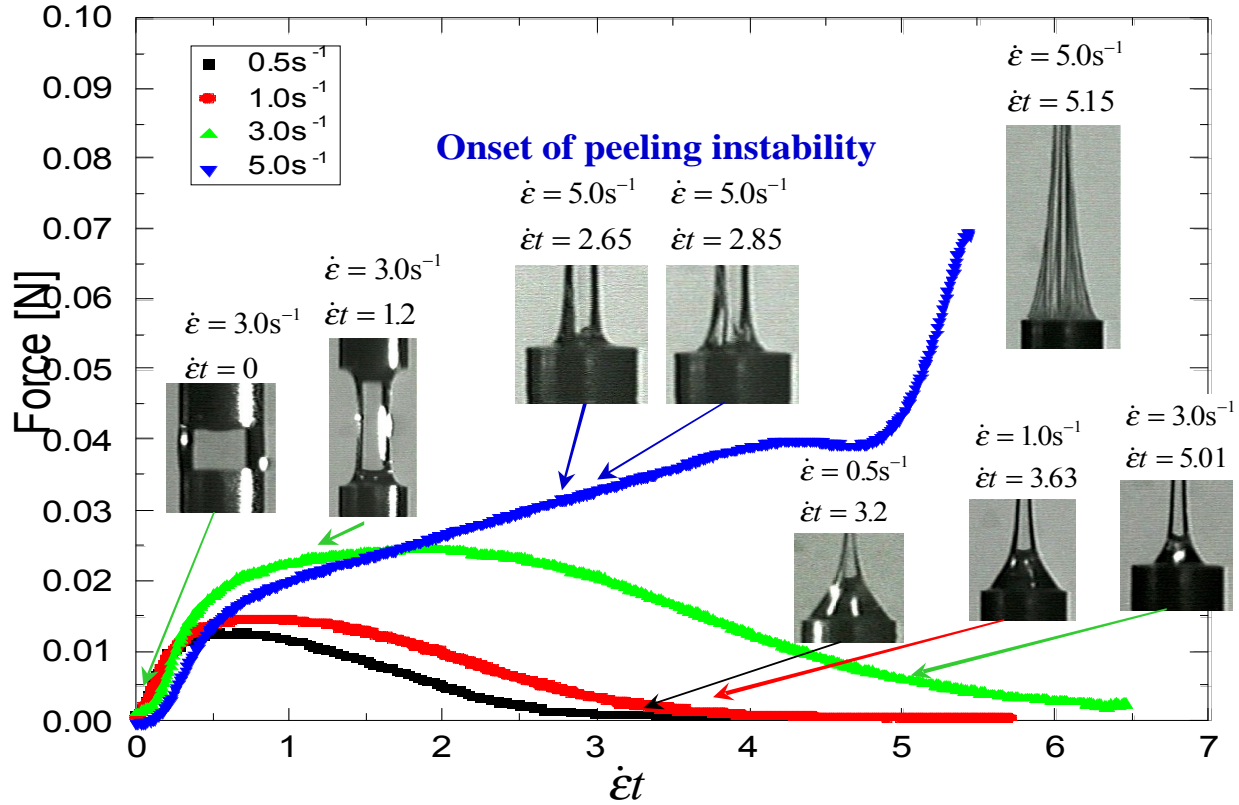 0.10
0.09
0.08
0.07
0.06
0.05
0.04
0.03
0.02
0.01
0.00
Force [N]
0.5s⁻¹
1.0s⁻¹
3.0s⁻¹
5.0s⁻¹
Onset of peeling instability
ε̇ = 5.0s⁻¹
ε̇t = 5.15
ε̇ = 5.0s⁻¹
ε̇t = 2.65
ε̇ = 5.0s⁻¹
ε̇t = 2.85
ε̇ = 3.0s⁻¹
ε̇t = 1.2
ε̇ = 3.0s⁻¹
ε̇t = 0
ε̇ = 0.5s⁻¹
ε̇t = 3.2
ε̇ = 1.0s⁻¹
ε̇t = 3.63
ε̇ = 3.0s⁻¹
ε̇t = 5.01
0 1 2 3 4 5 6 7
ε̇t